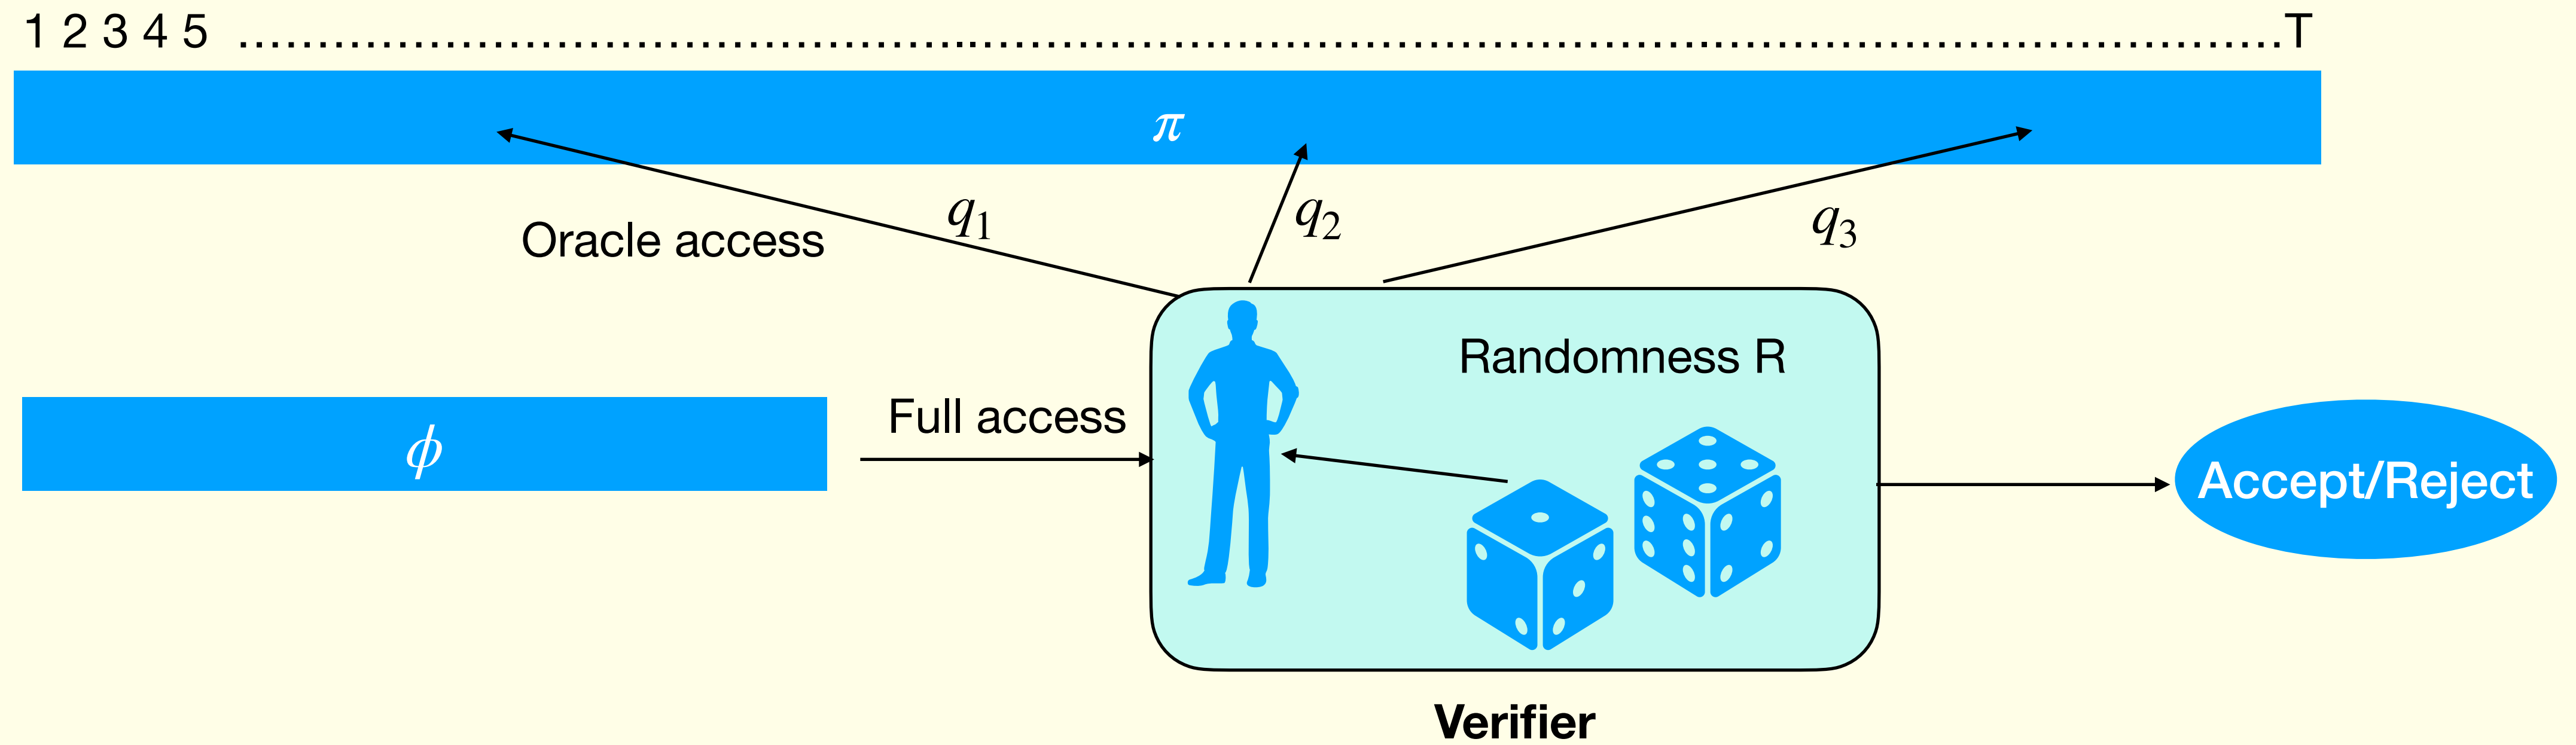 1 2 3 4 5 ........................................................................................................T
π
q₁
q₂
q₃
Oracle access
Randomness R
Full access
ϕ
Accept/Reject
Verifier